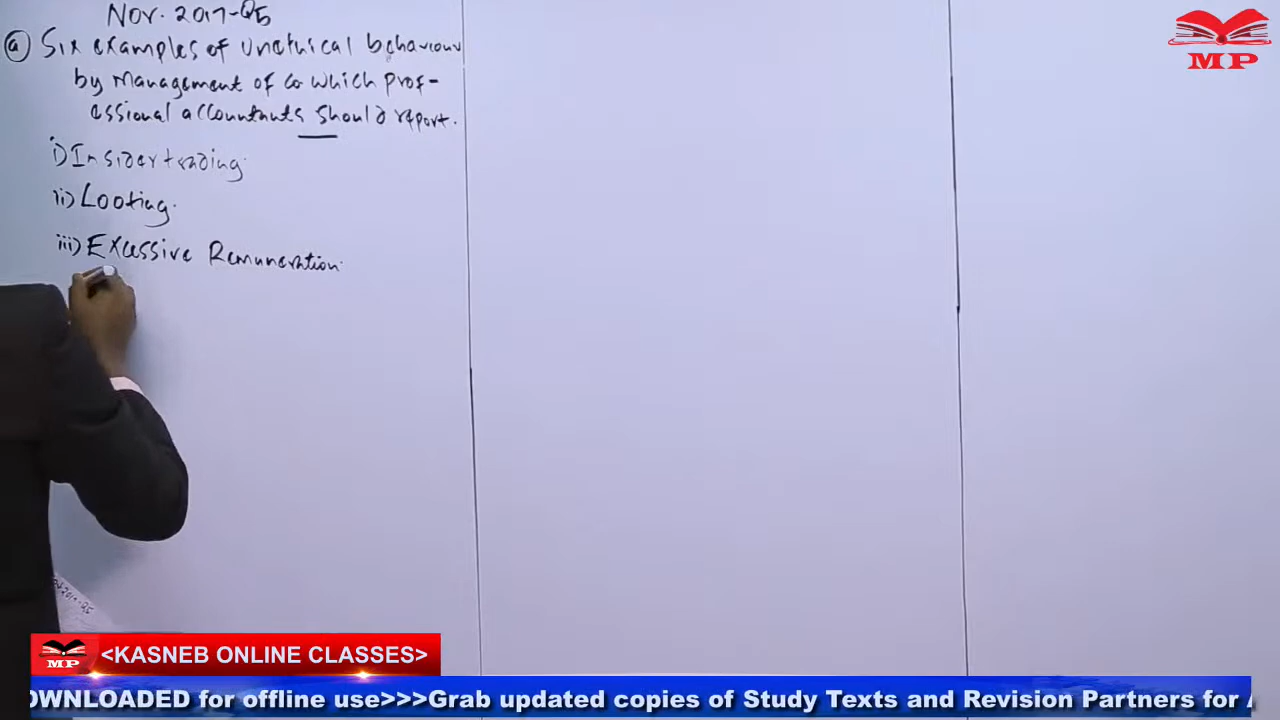 Nov. 2017-Q5
MP
a) Six examples of Unethical behaviour
by Management of Co which prof-
essional accountants should report.
i) Insider trading.
ii) Looting.
iii) Excessive Remuneration.
MP <KASNEB ONLINE CLASSES>
OWNLOADED for offline use>>>Grab updated copies of Study Texts and Revision Partners for